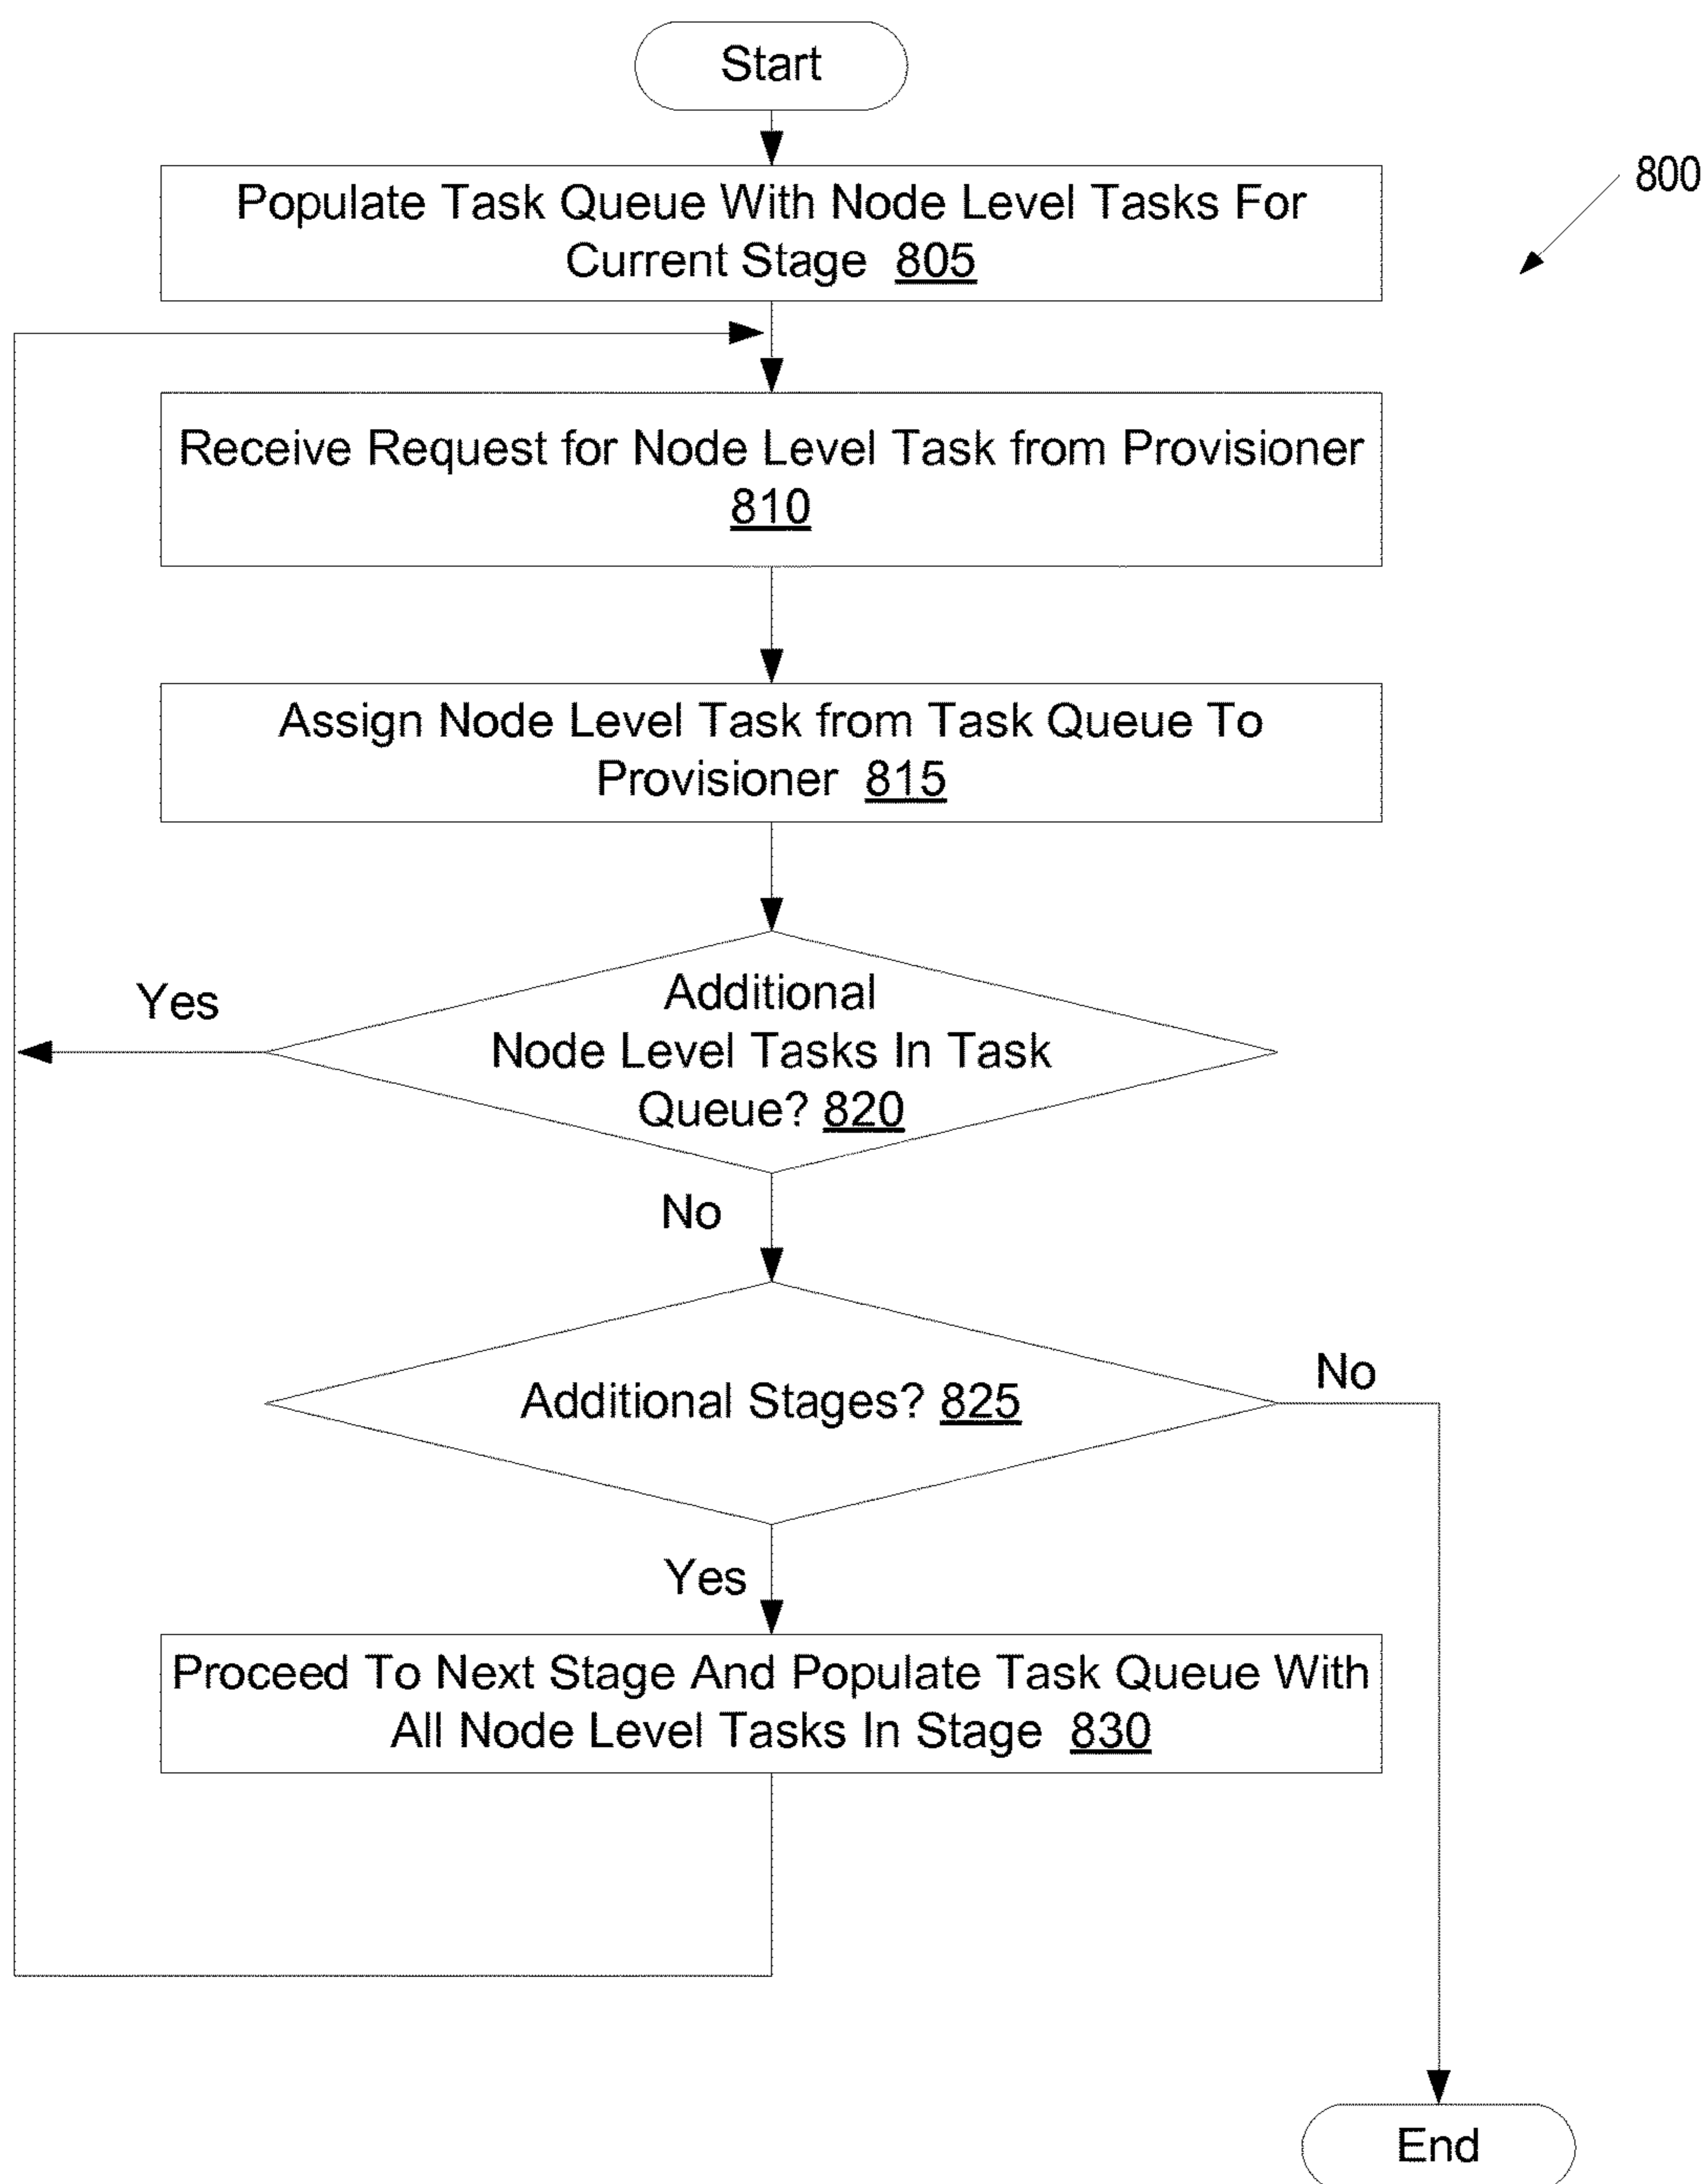 Start
800
Populate Task Queue With Node Level Tasks For
Current Stage 805
Receive Request for Node Level Task from Provisioner
810
Assign Node Level Task from Task Queue To
Provisioner 815
Additional
Node Level Tasks In Task
Queue? 820
Yes
No
Additional Stages? 825
No
Yes
Proceed To Next Stage And Populate Task Queue With
All Node Level Tasks In Stage 830
End